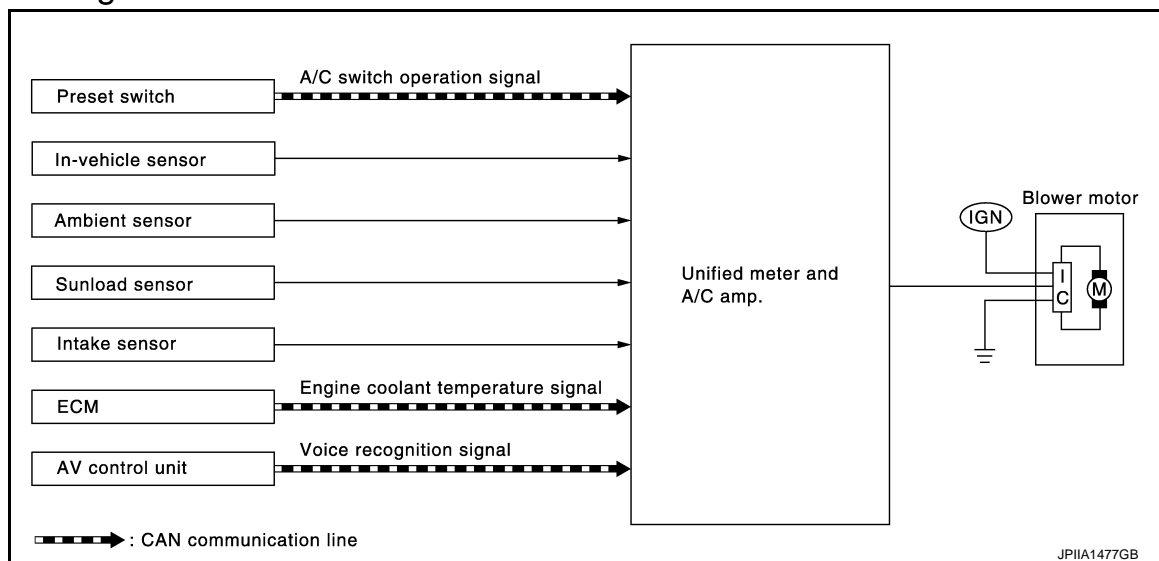 A/C switch operation signal
Preset switch
In-vehicle sensor
Ambient sensor
Sunload sensor
Intake sensor
Engine coolant temperature signal
ECM
Voice recognition signal
AV control unit
Unified meter and
A/C amp.
Blower motor
IGN
I
C
M
: CAN communication line
JPIIA1477GB